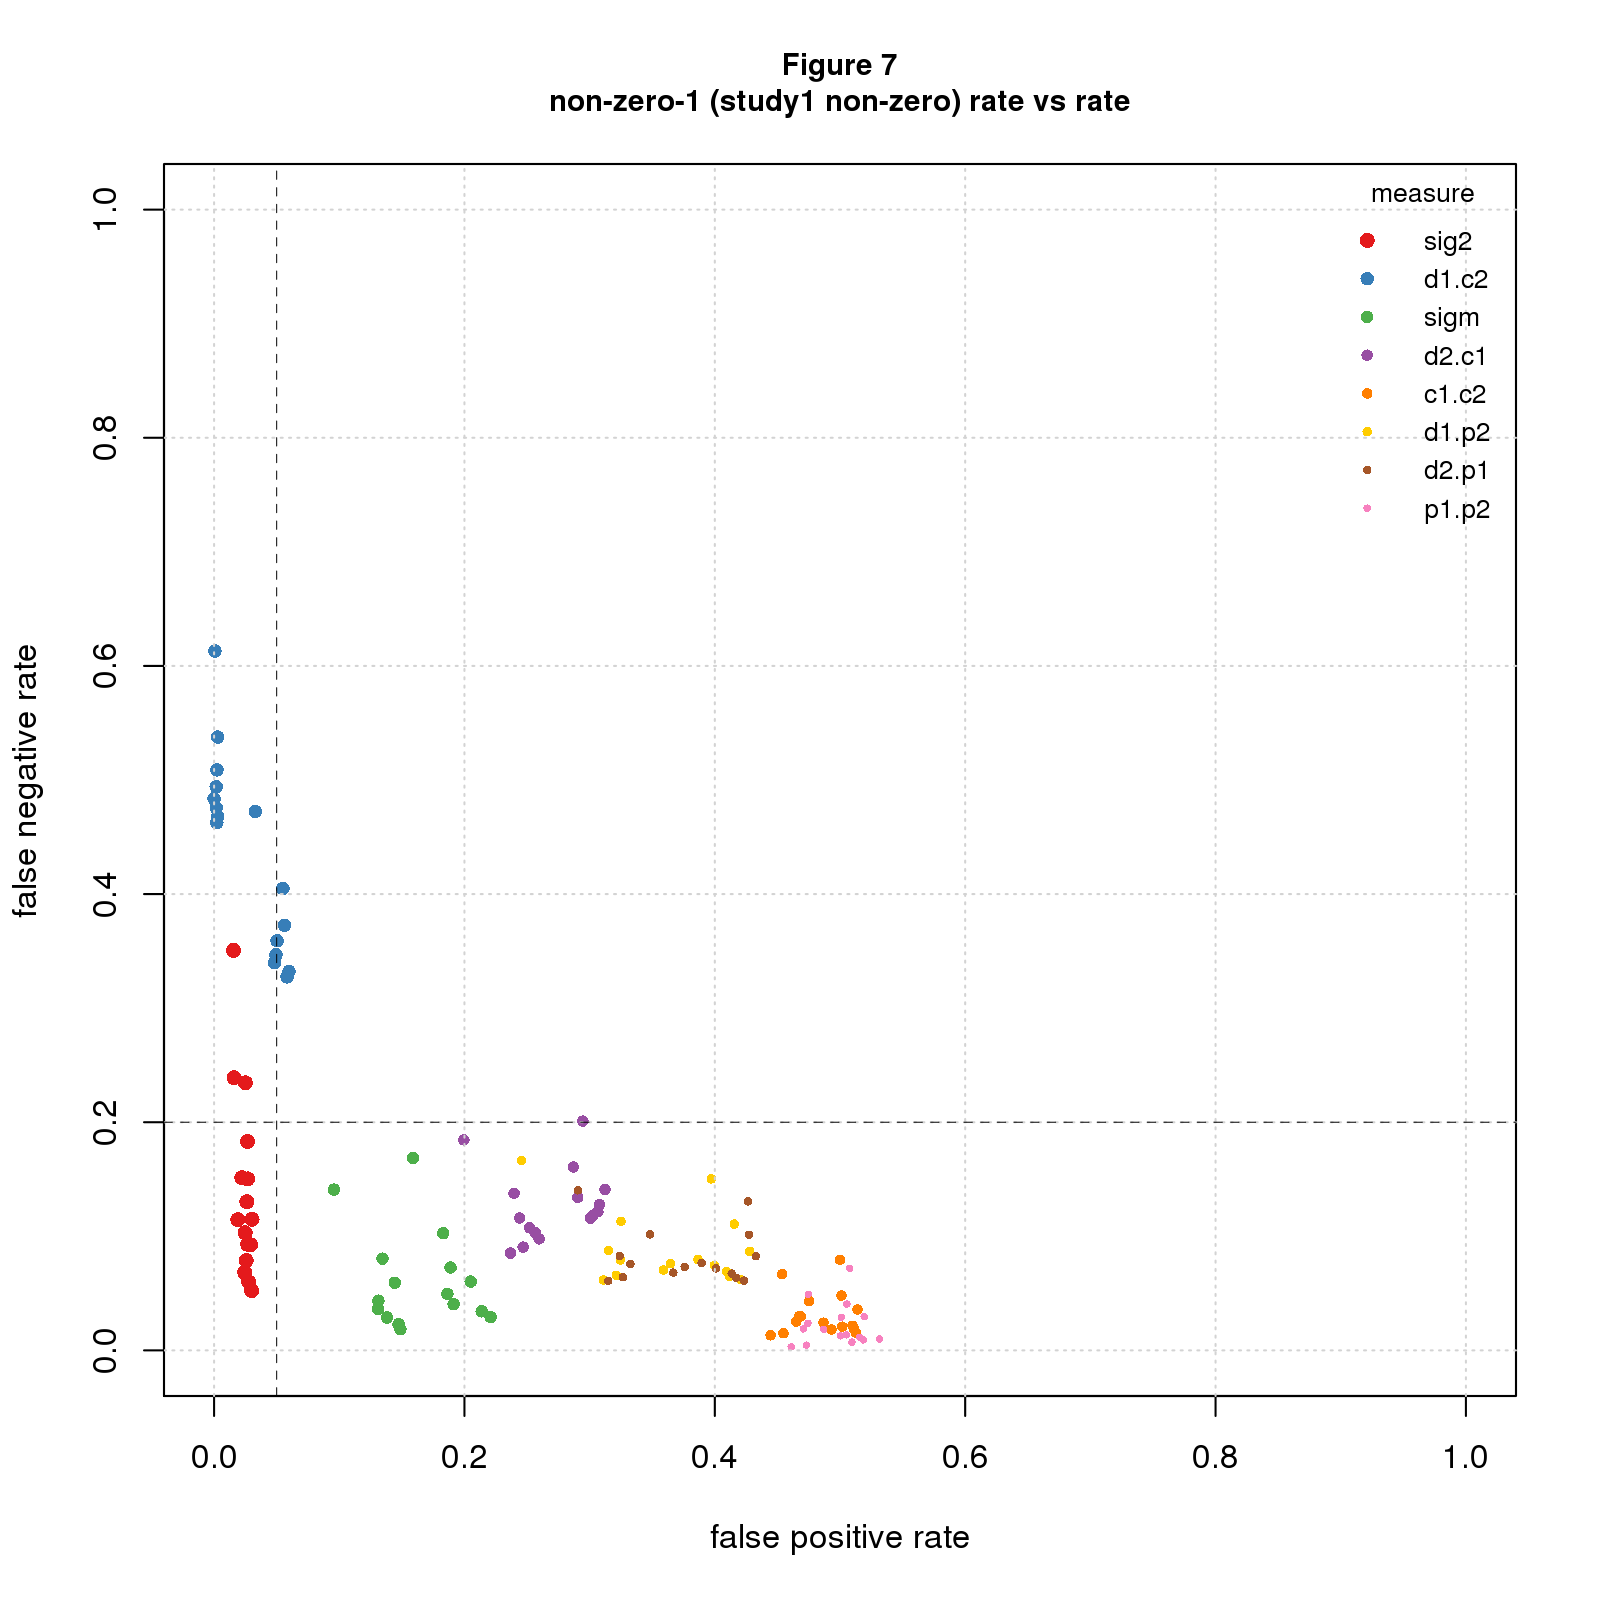 Figure 7
non-zero-1 (study1 non-zero) rate vs rate
measure
sig2
d1.c2
sigm
d2.c1
c1.c2
d1.p2
d2.p1
p1.p2
false negative rate
1.0
0.8
0.6
0.4
0.2
0.0
0.0 0.2 0.4 0.6 0.8 1.0
false positive rate